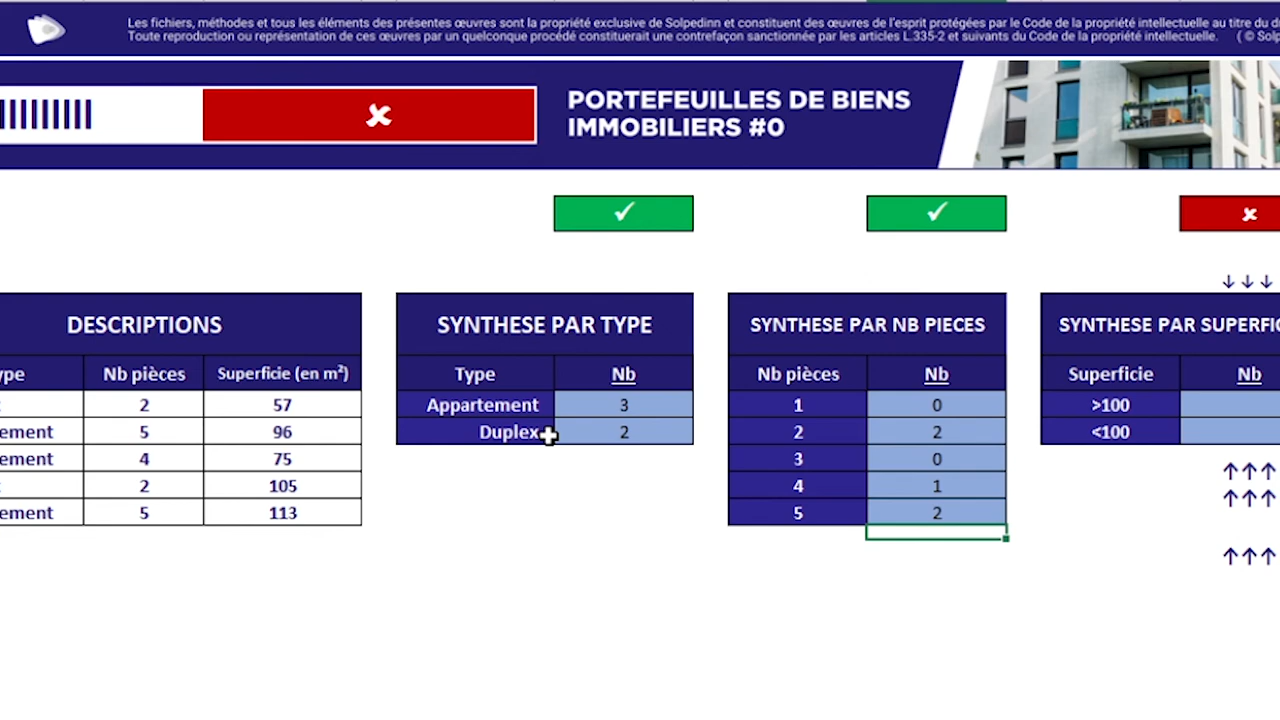 Les fichiers, méthodes et tous les éléments des présentes œuvres sont la propriété exclusive de Solpedinn et constituent des œuvres de l'esprit protégées par le Code de la propriété intellectuelle au titre du d
Toute reproduction ou représentation de ces œuvres par un quelconque procédé constituerait une contrefaçon sanctionnée par les articles L.335-2 et suivants du Code de la propriété intellectuelle. ( © Solp
PORTEFEUILLES DE BIENS
IMMOBILIERS #0
DESCRIPTIONS
ype Nb pièces Superficie (en m²)
2 57
ement 5 96
ement 4 75
2 105
ement 5 113
SYNTHESE PAR TYPE
Type Nb
Appartement 3
Duplex 2
SYNTHESE PAR NB PIECES
Nb pièces Nb
1 0
2 2
3 0
4 1
5 2
SYNTHESE PAR SUPERFIC
Superficie Nb
>100
<100